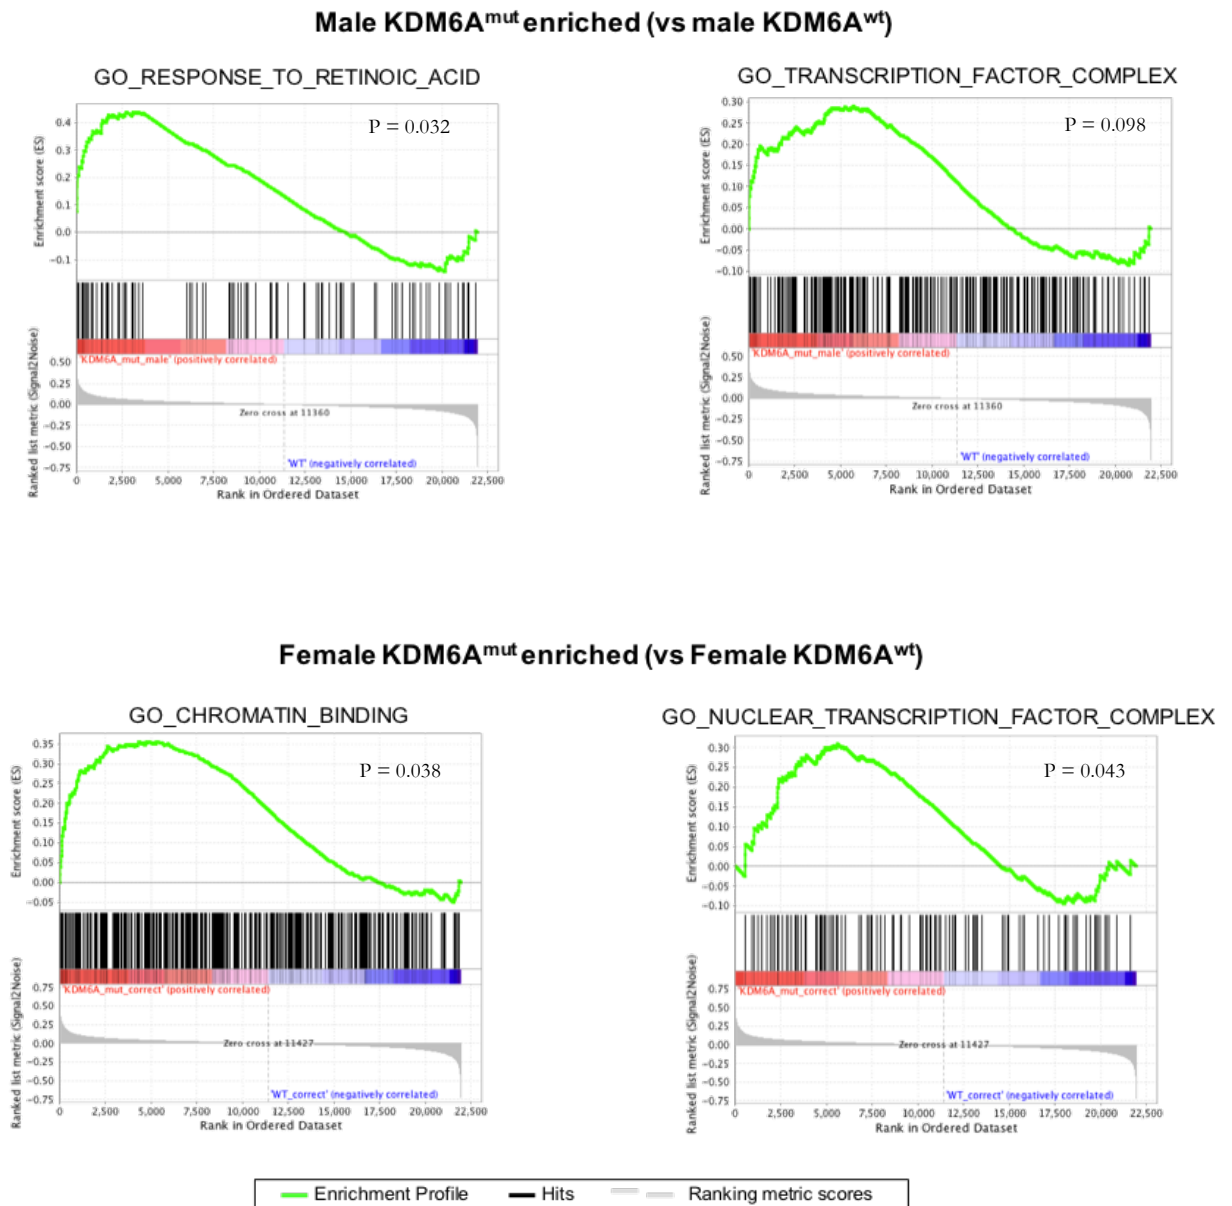 Male KDM6Amut enriched (vs male KDM6Awt)
GO_RESPONSE_TO_RETINOIC_ACID
P = 0.032
Enrichment score (ES)
0.4
0.3
0.2
0.1
0.0
-0.1
'KDM6A_mut_male' (positively correlated)
Ranked list metric (Signal2Noise)
0.50
0.25
0.00
-0.25
-0.50
-0.75
Zero cross at 11360
'WT' (negatively correlated)
0 2,500 5,000 7,500 10,000 12,500 15,000 17,500 20,000 22,500
Rank in Ordered Dataset
GO_TRANSCRIPTION_FACTOR_COMPLEX
P = 0.098
Enrichment score (ES)
0.30
0.25
0.20
0.15
0.10
0.05
0.00
-0.05
-0.10
'KDM6A_mut_male' (positively correlated)
Ranked list metric (Signal2Noise)
0.50
0.25
0.00
-0.25
-0.50
-0.75
Zero cross at 11360
'WT' (negatively correlated)
0 2,500 5,000 7,500 10,000 12,500 15,000 17,500 20,000 22,500
Rank in Ordered Dataset
Female KDM6Amut enriched (vs Female KDM6Awt)
GO_CHROMATIN_BINDING
P = 0.038
Enrichment score (ES)
0.35
0.30
0.25
0.20
0.15
0.10
0.05
0.00
-0.05
'KDM6A_mut_correct' (positively correlated)
Ranked list metric (Signal2Noise)
0.75
0.50
0.25
0.00
-0.25
-0.50
-0.75
Zero cross at 11427
'WT_correct' (negatively correlated)
0 2,500 5,000 7,500 10,000 12,500 15,000 17,500 20,000 22,500
Rank in Ordered Dataset
GO_NUCLEAR_TRANSCRIPTION_FACTOR_COMPLEX
P = 0.043
Enrichment score (ES)
0.30
0.25
0.20
0.15
0.10
0.05
0.00
-0.05
-0.10
'KDM6A_mut_correct' (positively correlated)
Ranked list metric (Signal2Noise)
0.75
0.50
0.25
0.00
-0.25
-0.50
-0.75
Zero cross at 11427
'WT_correct' (negatively correlated)
0 2,500 5,000 7,500 10,000 12,500 15,000 17,500 20,000 22,500
Rank in Ordered Dataset
Enrichment Profile Hits Ranking metric scores